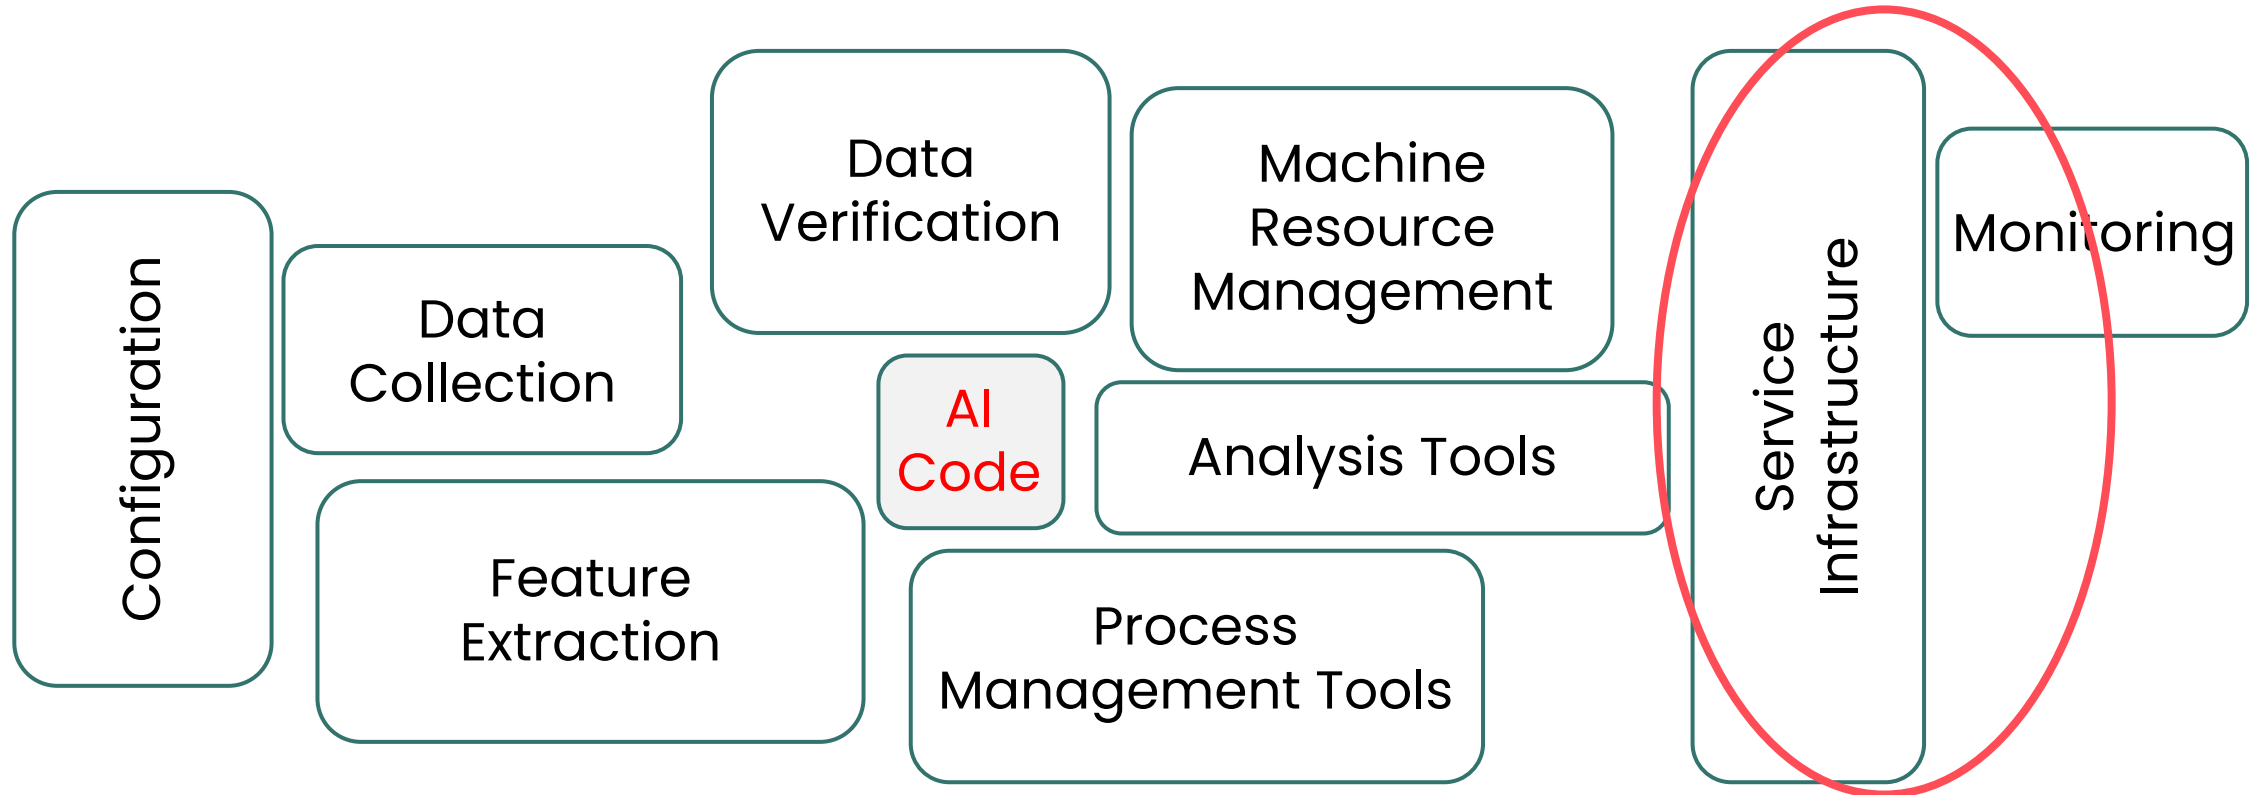 Configuration
Data
Collection
Feature
Extraction
Data
Verification
AI
Code
Machine
Resource
Management
Analysis Tools
Process
Management Tools
Service
Infrastructure
Monitoring